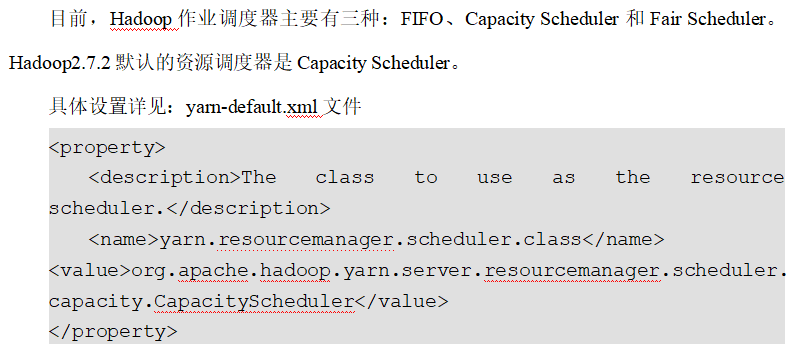 目前，Hadoop 作业调度器主要有三种：FIFO、Capacity Scheduler 和 Fair Scheduler。
Hadoop2.7.2 默认的资源调度器是 Capacity Scheduler。
具体设置详见：yarn-default.xml 文件
<property>
<description>The class to use as the resource
scheduler.</description>
<name>yarn.resourcemanager.scheduler.class</name>
<value>org.apache.hadoop.yarn.server.resourcemanager.scheduler.
capacity.CapacityScheduler</value>
</property>